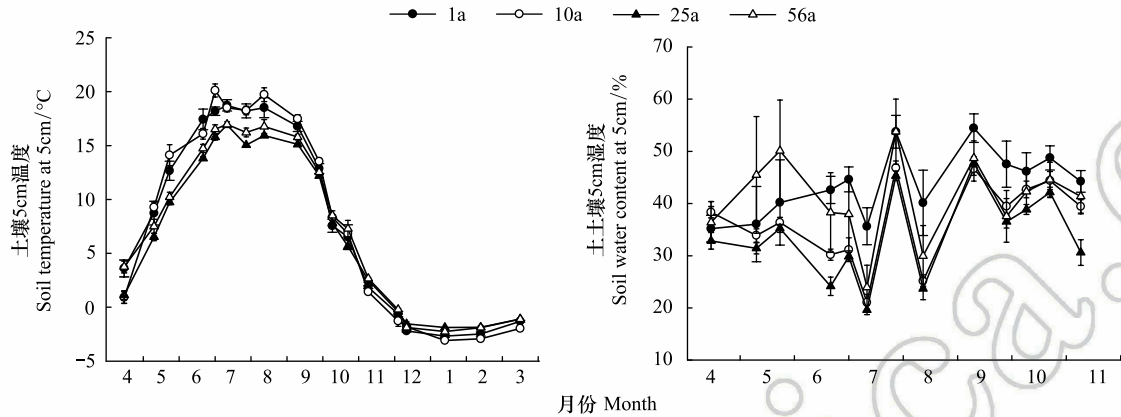 1a 10a 25a 56a
土壤5cm温度
Soil temperature at 5cm/°C
25
20
15
10
5
0
−5
4 5 6 7 8 9 10 11 12 1 2 3
土土壤5cm湿度
Soil water content at 5cm/%
70
60
50
40
30
20
10
4 5 6 7 8 9 10 11
月份 Month